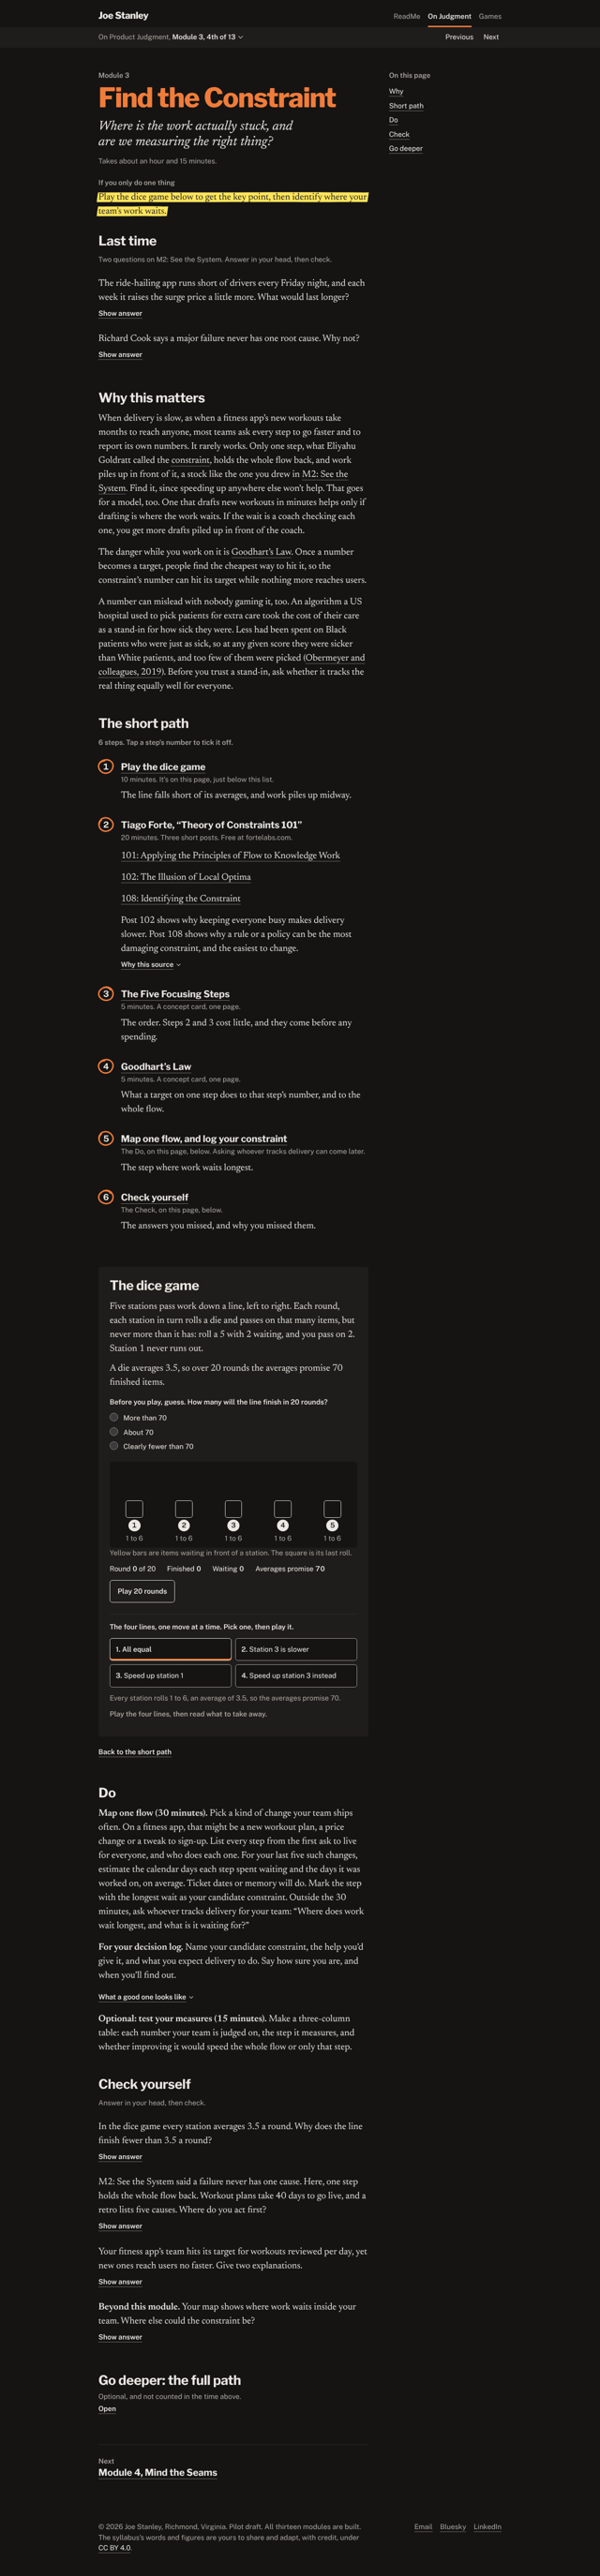 Joe Stanley
ReadMe On Judgment Games
On Product Judgment, Module 3, 4th of 13
Previous Next
Module 3
Find the Constraint
Where is the work actually stuck, and
are we measuring the right thing?
Takes about an hour and 15 minutes.
If you only do one thing
Play the dice game below to get the key point, then identify where your
team's work waits.
On this page
Why
Short path
Do
Check
Go deeper
Last time
Two questions on M2: See the System. Answer in your head, then check.
The ride-hailing app runs short of drivers every Friday night, and each
week it raises the surge price a little more. What would last longer?
Show answer
Richard Cook says a major failure never has one root cause. Why not?
Show answer
Why this matters
When delivery is slow, as when a fitness app's new workouts take
months to reach anyone, most teams ask every step to go faster and to
report its own numbers. It rarely works. Only one step, what Eliyahu
Goldratt called the constraint, holds the whole flow back, and work
piles up in front of it, a stock like the one you drew in M2: See the
System. Find it, since speeding up anywhere else won't help. That goes
for a model, too. One that drafts new workouts in minutes helps only if
drafting is where the work waits. If the wait is a coach checking each
one, you get more drafts piled up in front of the coach.
The danger while you work on it is Goodhart's Law. Once a number
becomes a target, people find the cheapest way to hit it, so the
constraint's number can hit its target while nothing more reaches users.
A number can mislead with nobody gaming it, too. An algorithm a US
hospital used to pick patients for extra care took the cost of their care
as a stand-in for how sick they were. Less had been spent on Black
patients who were just as sick, so at any given score they were sicker
than White patients, and too few of them were picked (Obermeyer and
colleagues, 2019). Before you trust a stand-in, ask whether it tracks the
real thing equally well for everyone.
The short path
6 steps. Tap a step's number to tick it off.
1 Play the dice game
10 minutes. It's on this page, just below this list.
The line falls short of its averages, and work piles up midway.
2 Tiago Forte, “Theory of Constraints 101”
20 minutes. Three short posts. Free at fortelabs.com.
101: Applying the Principles of Flow to Knowledge Work
102: The Illusion of Local Optima
108: Identifying the Constraint
Post 102 shows why keeping everyone busy makes delivery
slower. Post 108 shows why a rule or a policy can be the most
damaging constraint, and the easiest to change.
Why this source
3 The Five Focusing Steps
5 minutes. A concept card, one page.
The order. Steps 2 and 3 cost little, and they come before any
spending.
4 Goodhart's Law
5 minutes. A concept card, one page.
What a target on one step does to that step's number, and to the
whole flow.
5 Map one flow, and log your constraint
The Do, on this page, below. Asking whoever tracks delivery can come later.
The step where work waits longest.
6 Check yourself
The Check, on this page, below.
The answers you missed, and why you missed them.
The dice game
Five stations pass work down a line, left to right. Each round,
each station in turn rolls a die and passes on that many items, but
never more than it has: roll a 5 with 2 waiting, and you pass on 2.
Station 1 never runs out.
A die averages 3.5, so over 20 rounds the averages promise 70
finished items.
Before you play, guess. How many will the line finish in 20 rounds?
More than 70
About 70
Clearly fewer than 70
1 2 3 4 5
1 to 6 1 to 6 1 to 6 1 to 6 1 to 6
Yellow bars are items waiting in front of a station. The square is its last roll.
Round 0 of 20 Finished 0 Waiting 0 Averages promise 70
Play 20 rounds
The four lines, one move at a time. Pick one, then play it.
1. All equal
2. Station 3 is slower
3. Speed up station 1
4. Speed up station 3 instead
Every station rolls 1 to 6, an average of 3.5, so the averages promise 70.
Play the four lines, then read what to take away.
Back to the short path
Do
Map one flow (30 minutes). Pick a kind of change your team ships
often. On a fitness app, that might be a new workout plan, a price
change or a tweak to sign-up. List every step from the first ask to live
for everyone, and who does each one. For your last five such changes,
estimate the calendar days each step spent waiting and the days it was
worked on, on average. Ticket dates or memory will do. Mark the step
with the longest wait as your candidate constraint. Outside the 30
minutes, ask whoever tracks delivery for your team: “Where does work
wait longest, and what is it waiting for?”
For your decision log. Name your candidate constraint, the help you'd
give it, and what you expect delivery to do. Say how sure you are, and
when you'll find out.
What a good one looks like
Optional: test your measures (15 minutes). Make a three-column
table: each number your team is judged on, the step it measures, and
whether improving it would speed the whole flow or only that step.
Check yourself
Answer in your head, then check.
In the dice game every station averages 3.5 a round. Why does the line
finish fewer than 3.5 a round?
Show answer
M2: See the System said a failure never has one cause. Here, one step
holds the whole flow back. Workout plans take 40 days to go live, and a
retro lists five causes. Where do you act first?
Show answer
Your fitness app's team hits its target for workouts reviewed per day, yet
new ones reach users no faster. Give two explanations.
Show answer
Beyond this module. Your map shows where work waits inside your
team. Where else could the constraint be?
Show answer
Go deeper: the full path
Optional, and not counted in the time above.
Open
Next
Module 4, Mind the Seams
© 2026 Joe Stanley, Richmond, Virginia. Pilot draft. All thirteen modules are built.
The syllabus's words and figures are yours to share and adapt, with credit, under
CC BY 4.0.
Email Bluesky LinkedIn